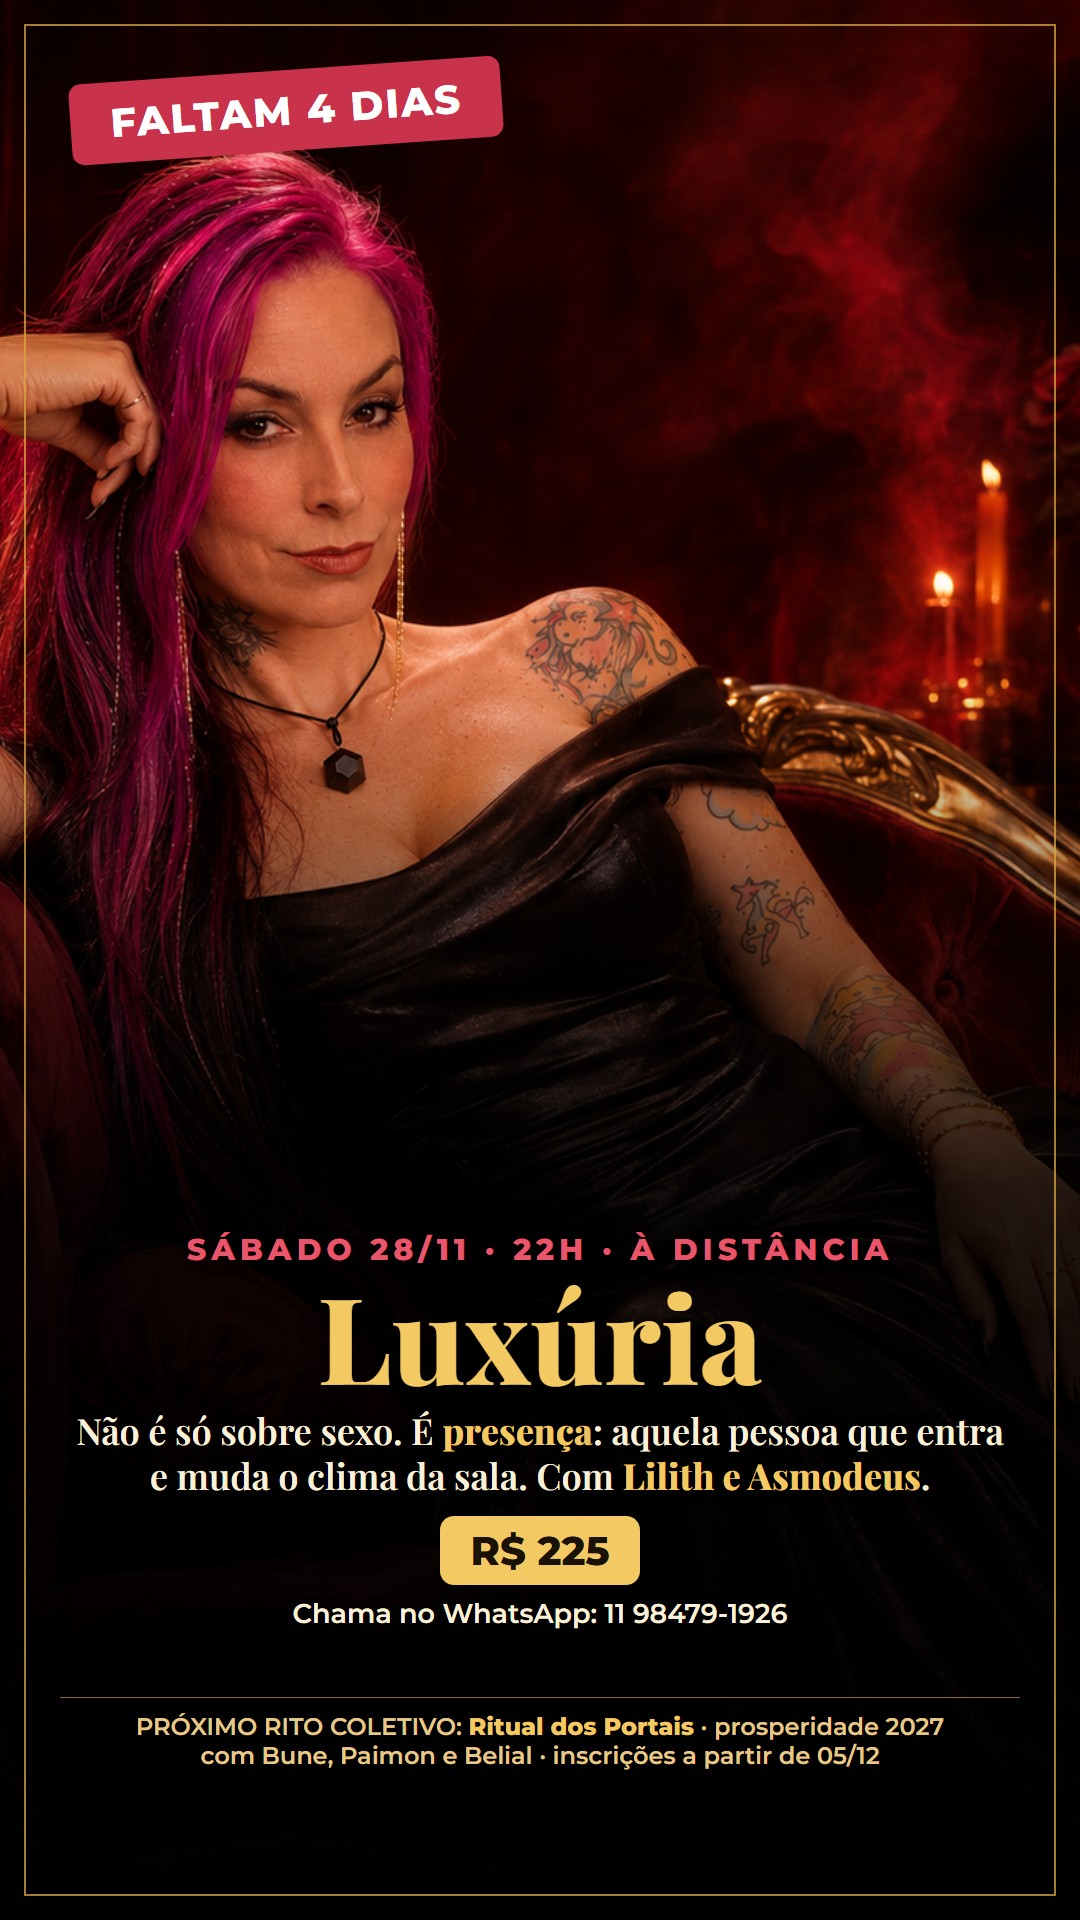 FALTAM 4 DIAS
SÁBADO 28/11 · 22H · À DISTÂNCIA
Luxúria
Não é só sobre sexo. É presença: aquela pessoa que entra
e muda o clima da sala. Com Lilith e Asmodeus.
R$ 225
Chama no WhatsApp: 11 98479-1926
PRÓXIMO RITO COLETIVO: Ritual dos Portais · prosperidade 2027
com Bune, Paimon e Belial · inscrições a partir de 05/12